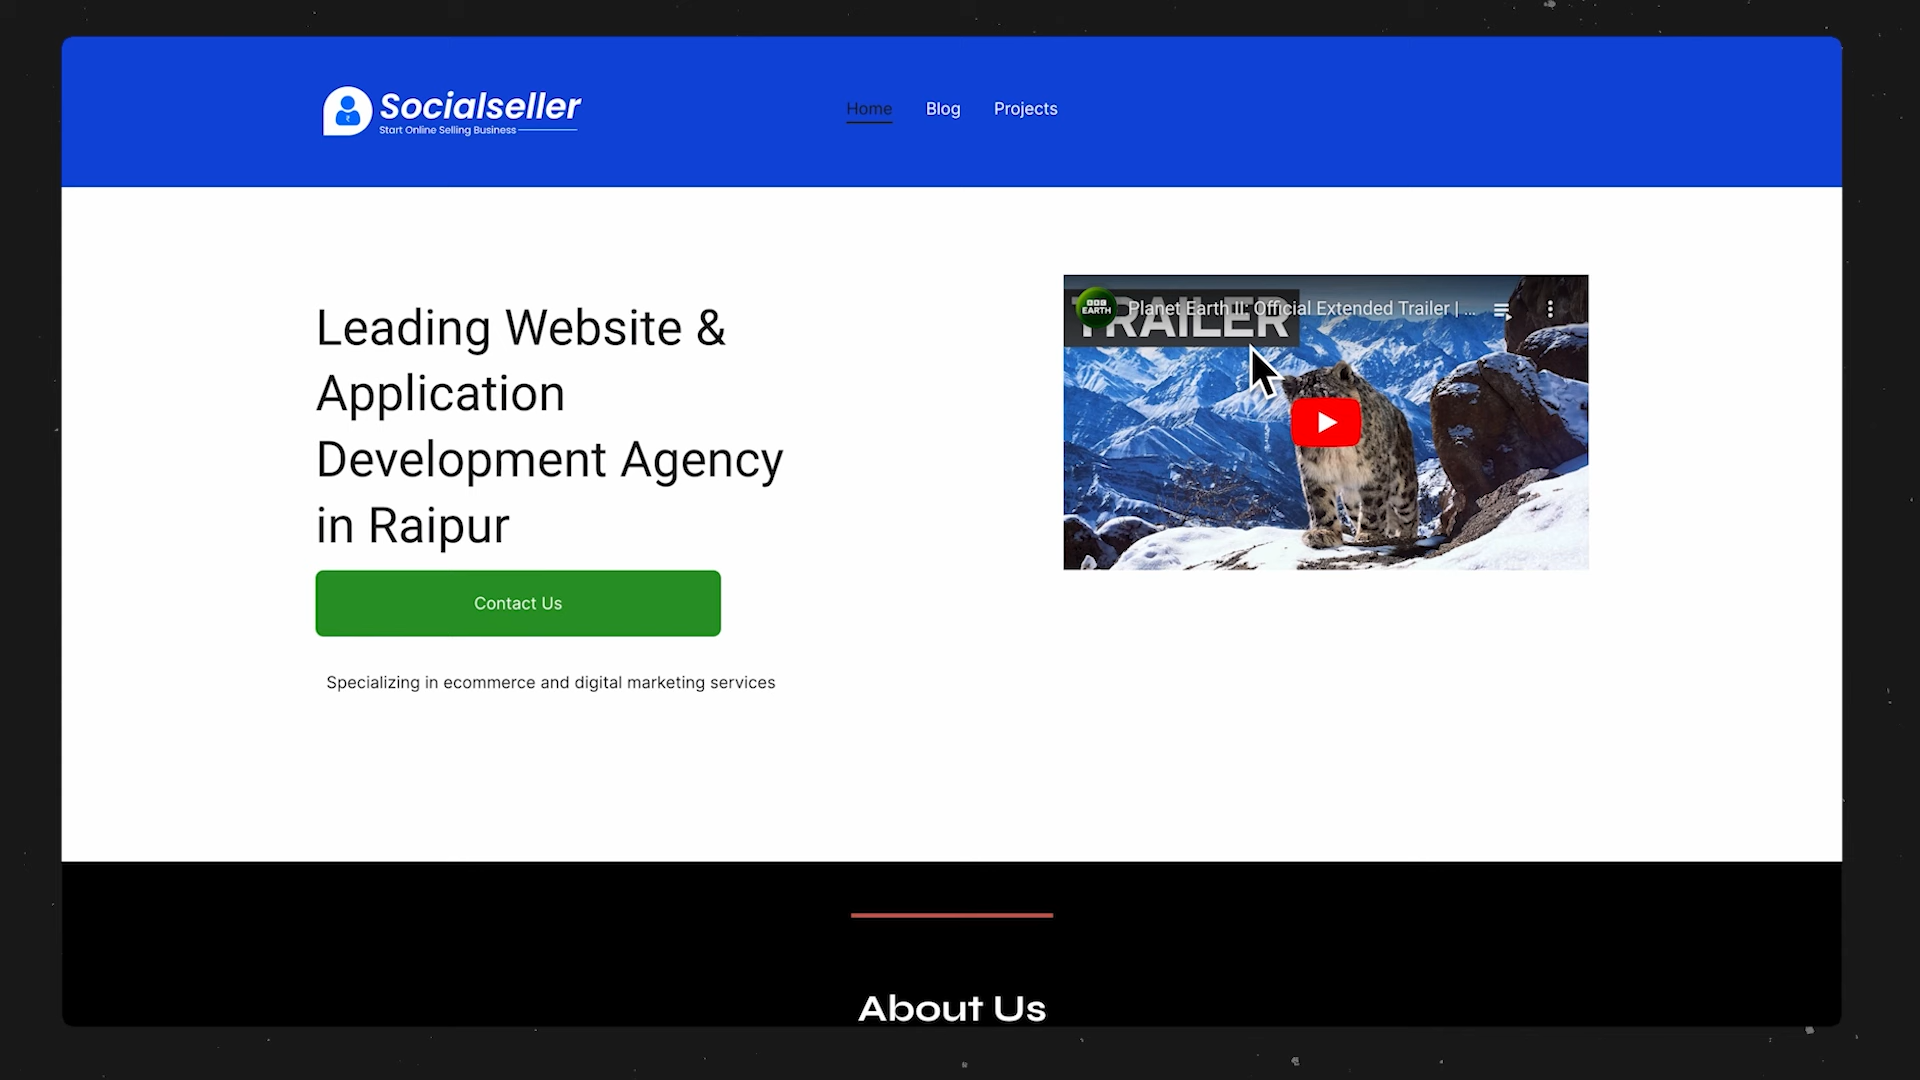 Socialseller
Start Online Selling Business
Home
Blog
Projects
Leading Website &
Application
Development Agency
in Raipur
Contact Us
Specializing in ecommerce and digital marketing services
TRAILER
BBC
EARTH
Planet Earth II: Official Extended Trailer | ...
About Us